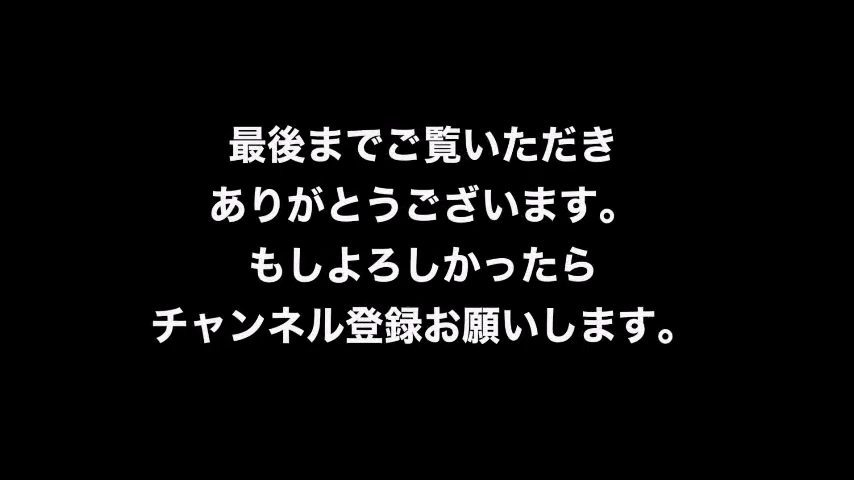 最後までご覧いただき
ありがとうございます。
もしよろしかったら
チャンネル登録お願いします。